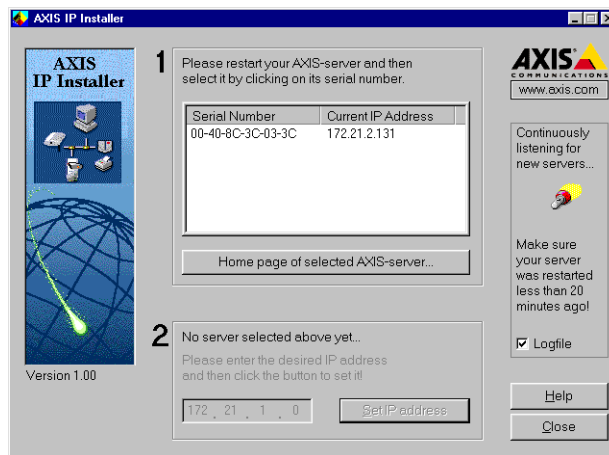 AXIS IP Installer
AXIS
IP Installer
Version 1.00
1
Please restart your AXIS-server and then
select it by clicking on its serial number.
Serial Number Current IP Address
00-40-8C-3C-03-3C 172.21.2.131
Home page of selected AXIS-server...
2
No server selected above yet...
Please enter the desired IP address
and then click the button to set it!
172 . 21 . 1 . 0
Set IP address
AXIS
COMMUNICATIONS
www.axis.com
Continuously
listening for
new servers...
Make sure
your server
was restarted
less than 20
minutes ago!
Logfile
Help
Close